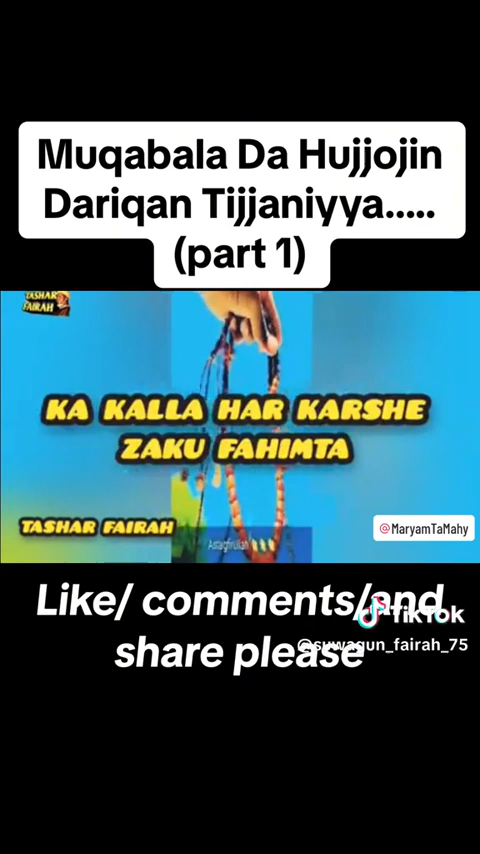 Muqabala Da Hujjojin
Dariqan Tijjaniyya.....
(part 1)
TASHAR
FAIRAH
KA KALLA HAR KARSHE
ZAKU FAHIMTA
TASHAR FAIRAH
@MaryamTaMahy
Like/ comments/and
share please
TikTok
@suwagun_fairah_75